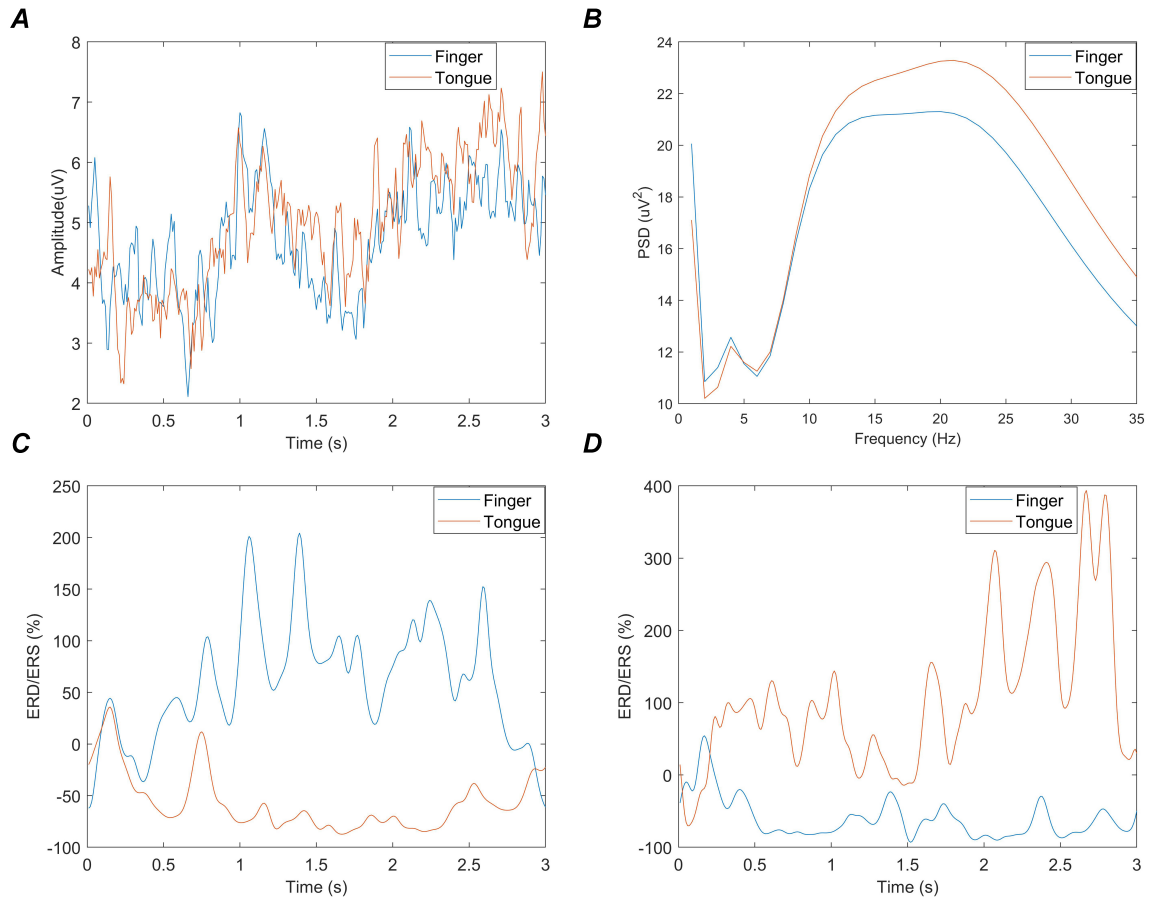 A
8
7
6
5
4
3
2
Amplitude(uV)
Finger
Tongue
0 0.5 1 1.5 2 2.5 3
Time (s)
B
24
22
20
18
16
14
12
10
PSD (uV²)
Finger
Tongue
0 5 10 15 20 25 30 35
Frequency (Hz)
C
250
200
150
100
50
0
-50
-100
ERD/ERS (%)
Finger
Tongue
0 0.5 1 1.5 2 2.5 3
Time (s)
D
400
300
200
100
0
-100
ERD/ERS (%)
Finger
Tongue
0 0.5 1 1.5 2 2.5 3
Time (s)